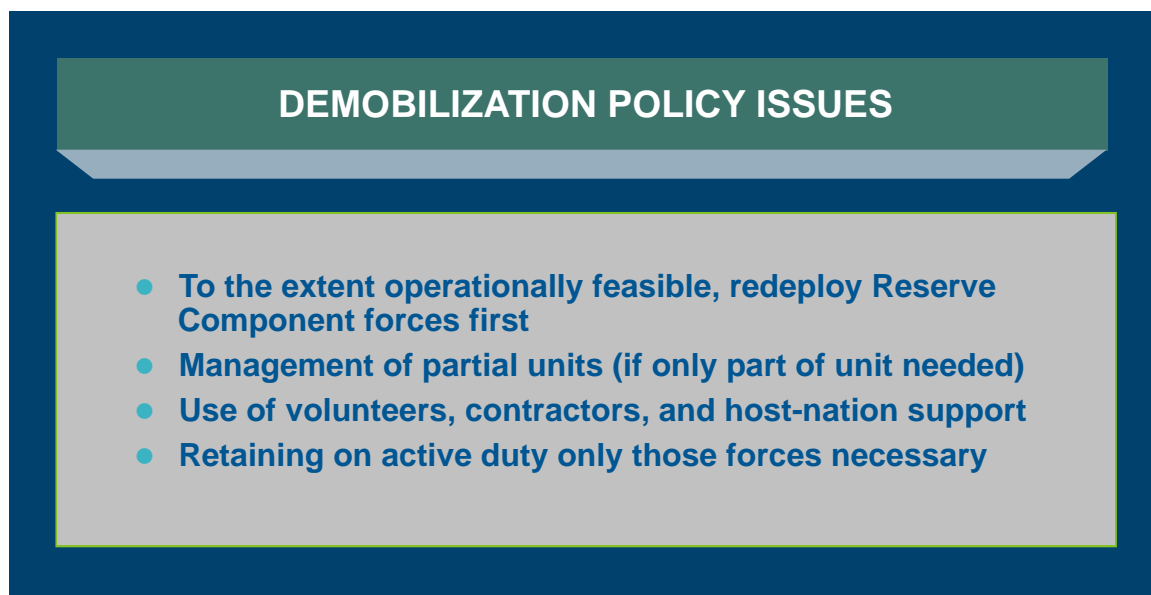 DEMOBILIZATION POLICY ISSUES
● To the extent operationally feasible, redeploy Reserve
Component forces first
● Management of partial units (if only part of unit needed)
● Use of volunteers, contractors, and host-nation support
● Retaining on active duty only those forces necessary